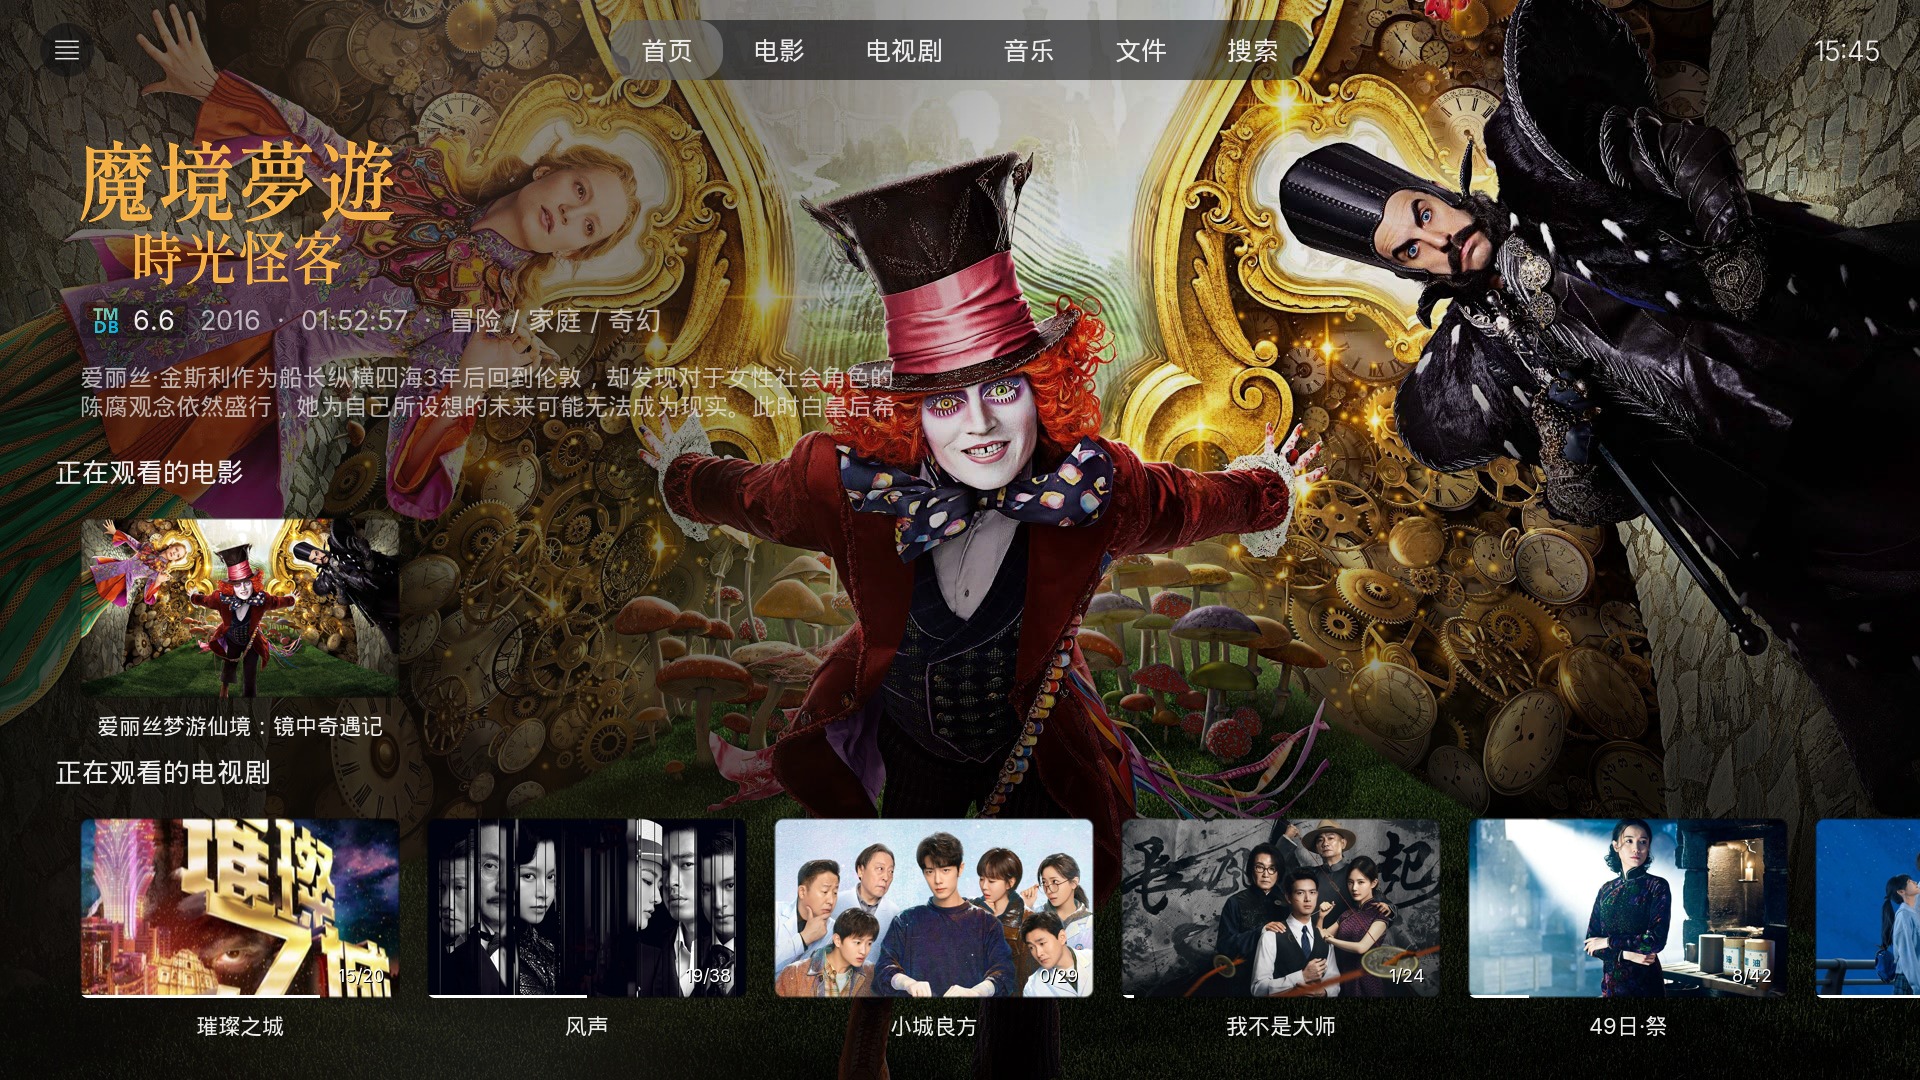 首页 电影 电视剧 音乐 文件 搜索
15:45
魔境夢遊
時光怪客
TMDB 6.6 2016 · 01:52:57 · 冒险 / 家庭 / 奇幻
爱丽丝·金斯利作为船长纵横四海3年后回到伦敦，却发现对于女性社会角色的
陈腐观念依然盛行，她为自己所设想的未来可能无法成为现实。此时白皇后希
正在观看的电影
爱丽丝梦游仙境：镜中奇遇记
正在观看的电视剧
璀璨之城
15/20
19/38
0/29
长风起
1/24
8/42
璀璨之城
风声
小城良方
我不是大师
49日·祭